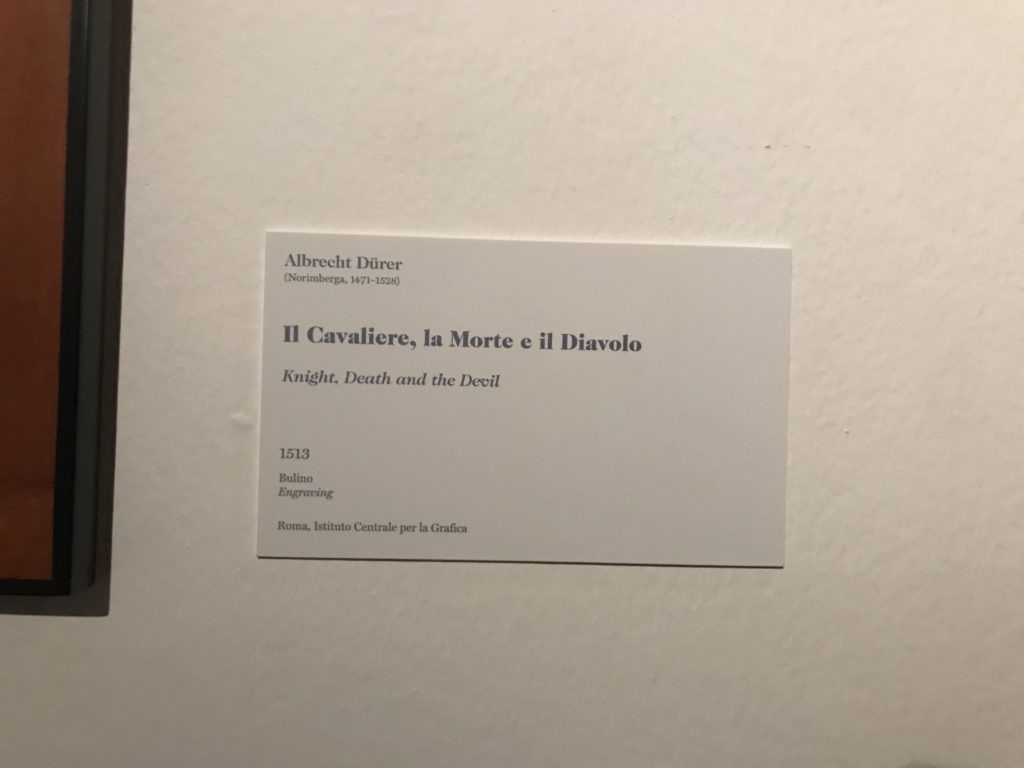 Albrecht Dürer
(Norimberga, 1471–1528)
Il Cavaliere, la Morte e il Diavolo
Knight, Death and the Devil
1513
Bulino
Engraving
Roma, Istituto Centrale per la Grafica